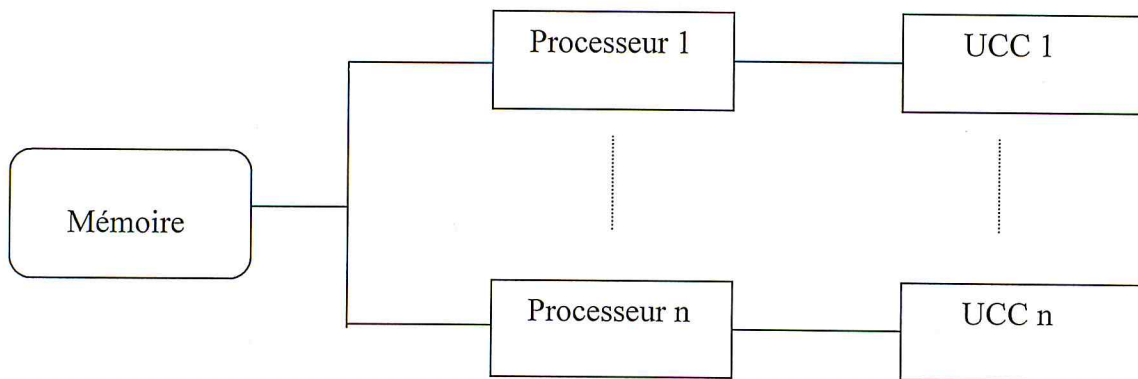 Processeur 1
UCC 1
Mémoire
Processeur n
UCC n